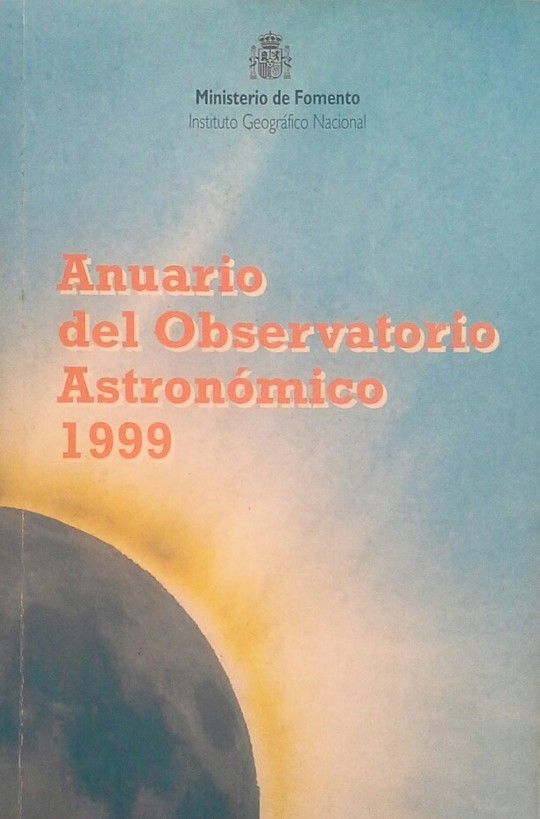 Ministerio de Fomento
Instituto Geográfico Nacional
Anuario
del Observatorio
Astronómico
1999